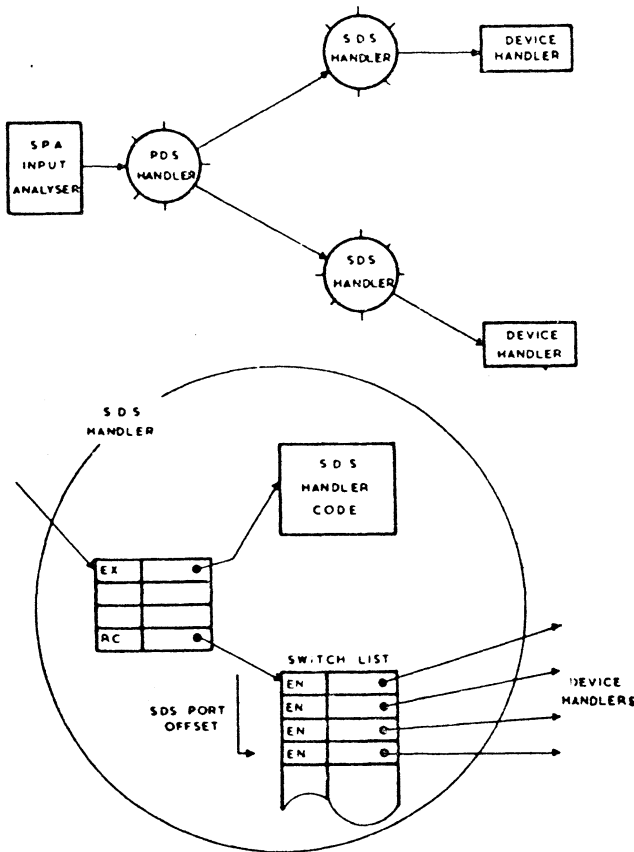 SDS
HANDLER
DEVICE
HANDLER
SPA
INPUT
ANALYSER
PDS
HANDLER
SDS
HANDLER
DEVICE
HANDLER
SDS
HANDLER
SDS
HANDLER
CODE
EX
RC
SWITCH LIST
EN
EN
EN
EN
SDS PORT
OFFSET
DEVICE
HANDLERS